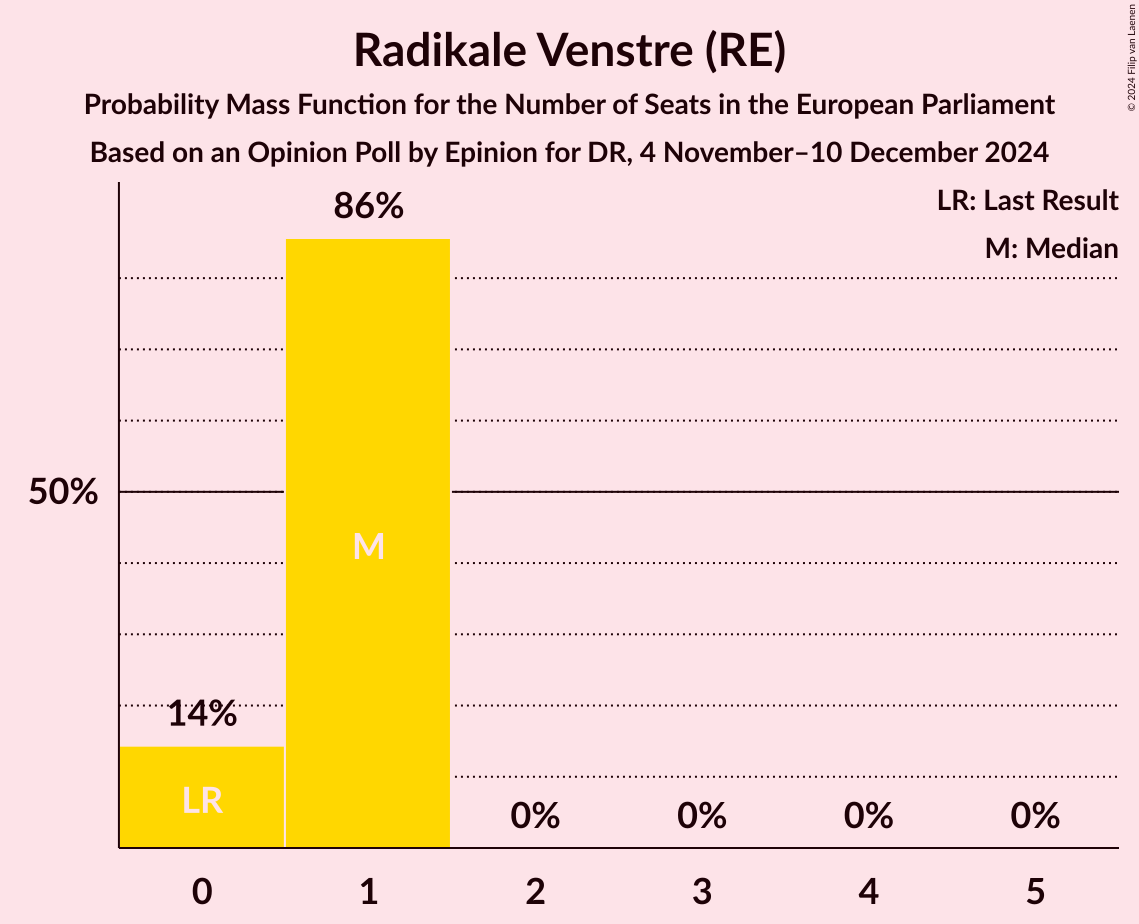 Radikale Venstre (RE)
Probability Mass Function for the Number of Seats in the European Parliament
Based on an Opinion Poll by Epinion for DR, 4 November–10 December 2024
© 2024 Filip van Laenen
LR: Last Result
M: Median
86%
50%
M
14%
LR
0%
0%
0%
0%
0
1
2
3
4
5